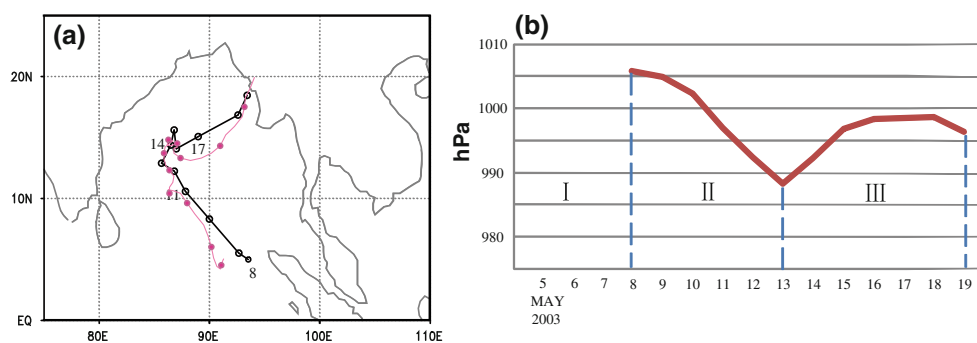 (a)
20N
10N
EQ
80E 90E 100E 110E
14
17
11
8
(b)
hPa
1010
1000
990
980
I II III
5 6 7 8 9 10 11 12 13 14 15 16 17 18 19
MAY
2003